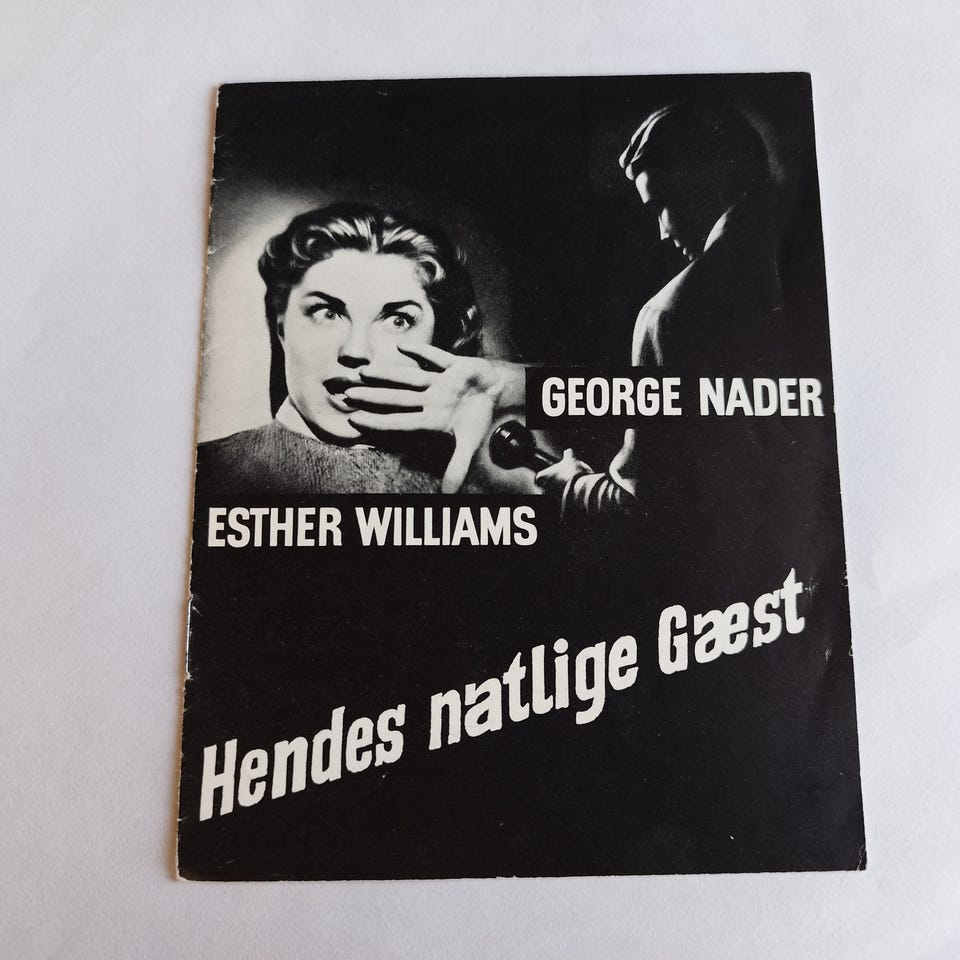 GEORGE NADER
ESTHER WILLIAMS
Hendes natlige Gæst